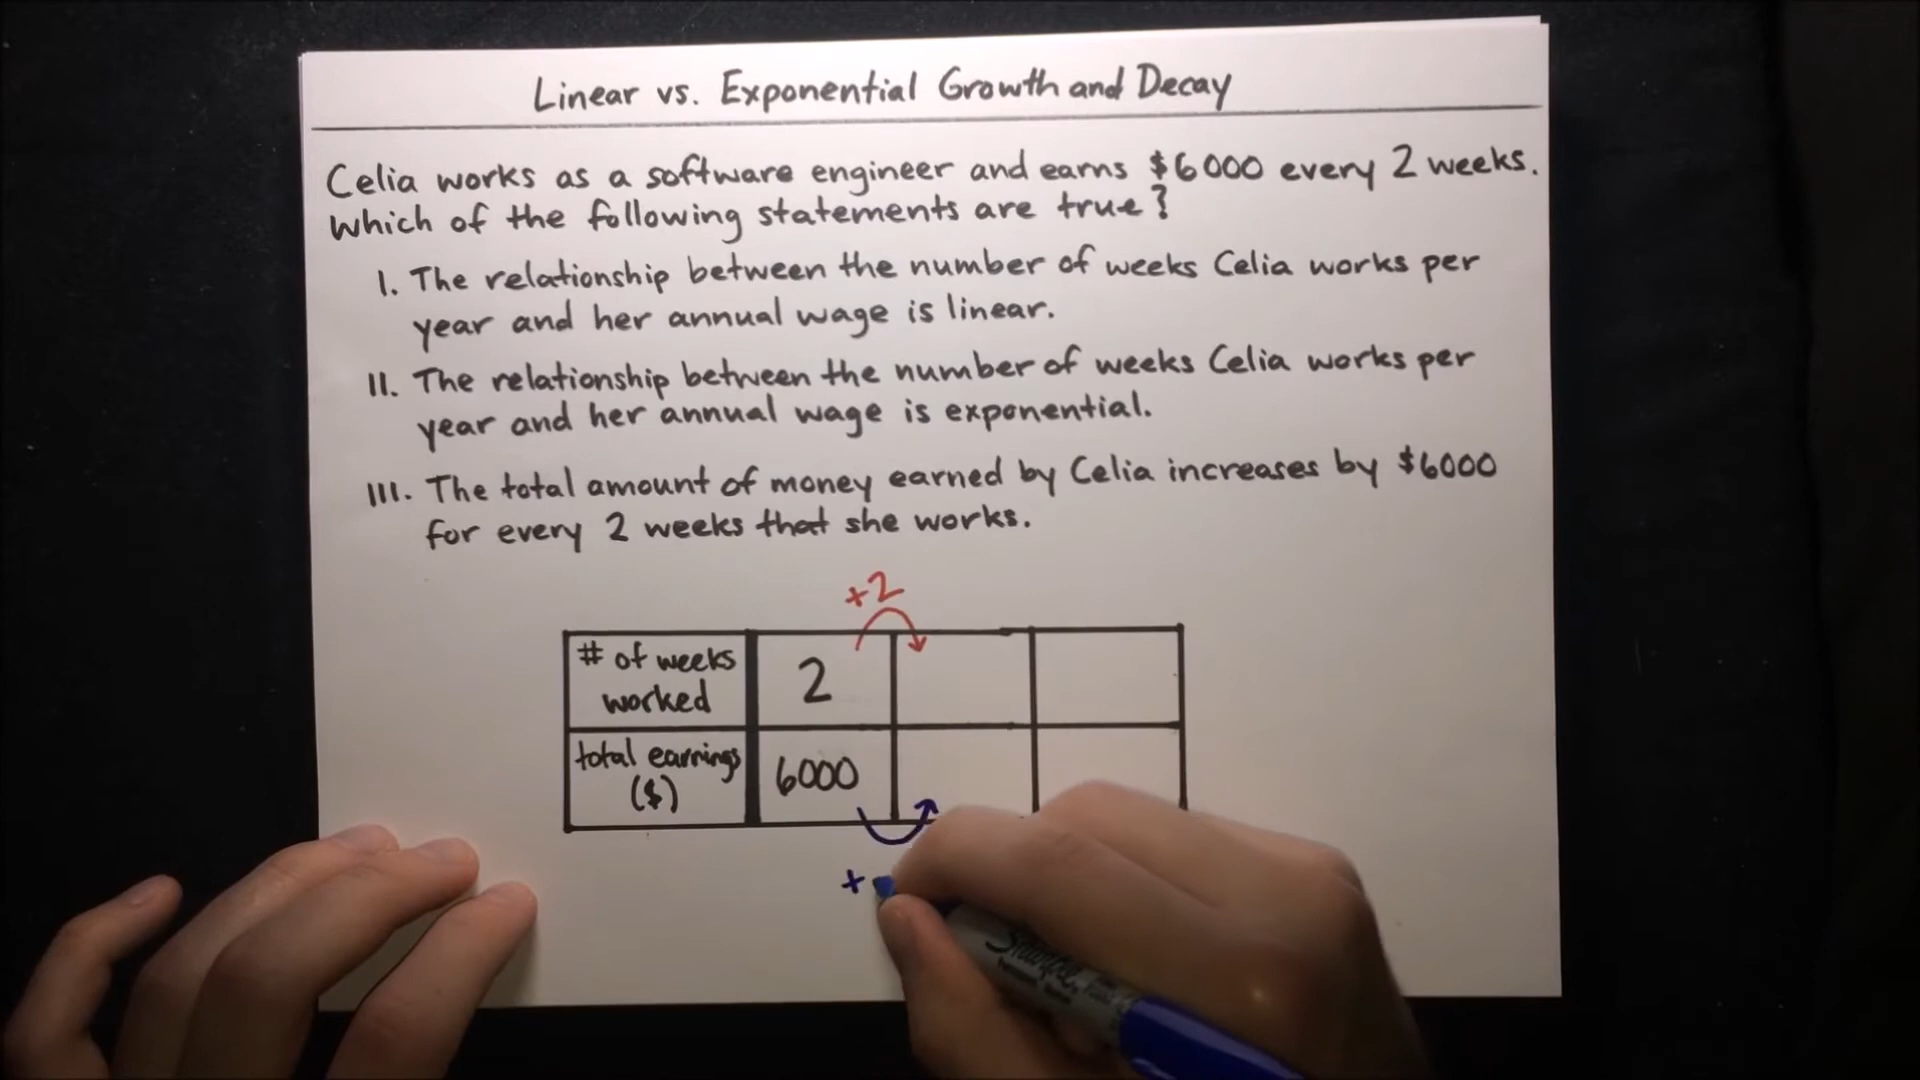 Linear vs. Exponential Growth and Decay
Celia works as a software engineer and earns $6000 every 2 weeks.
Which of the following statements are true?
I. The relationship between the number of weeks Celia works per
year and her annual wage is linear.
II. The relationship between the number of weeks Celia works per
year and her annual wage is exponential.
III. The total amount of money earned by Celia increases by $6000
for every 2 weeks that she works.
+2
# of weeks
worked
2
total earnings
($)
6000
+
Sharpie